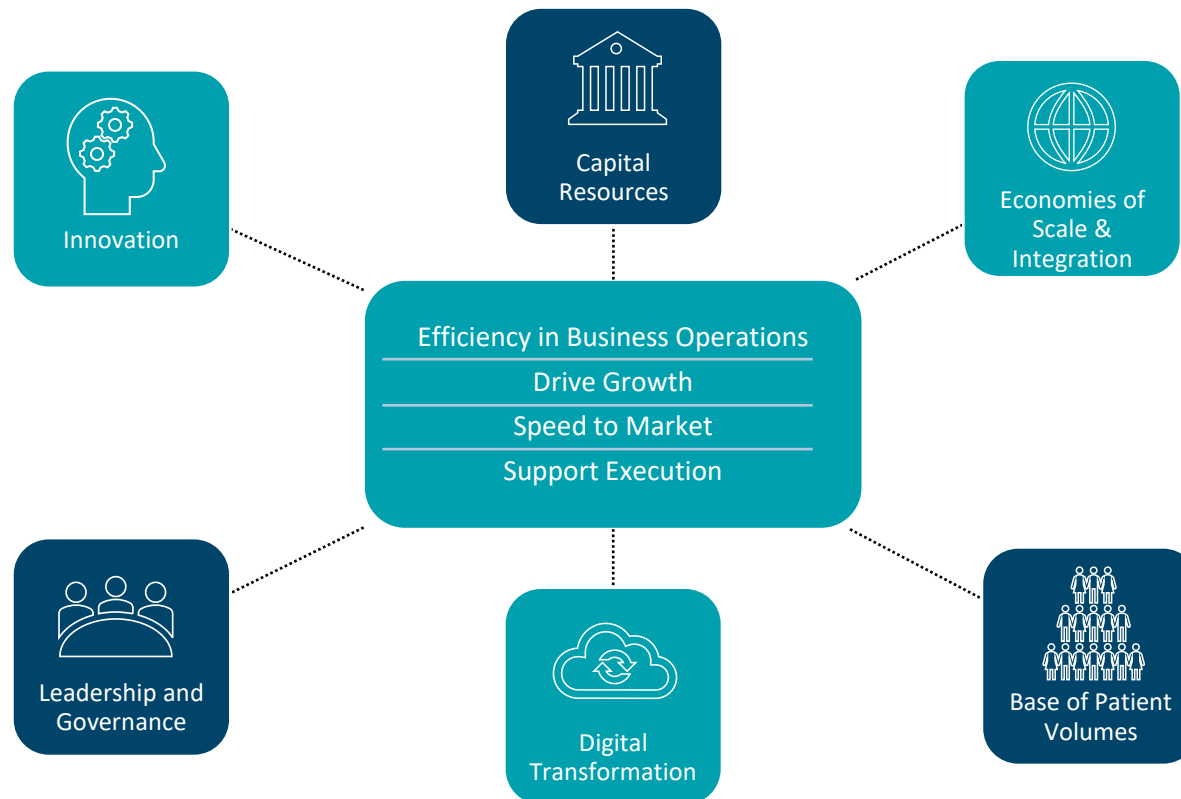 Capital
Resources
Innovation
Economies of
Scale &
Integration
Efficiency in Business Operations
Drive Growth
Speed to Market
Support Execution
Leadership and
Governance
Digital
Transformation
Base of Patient
Volumes